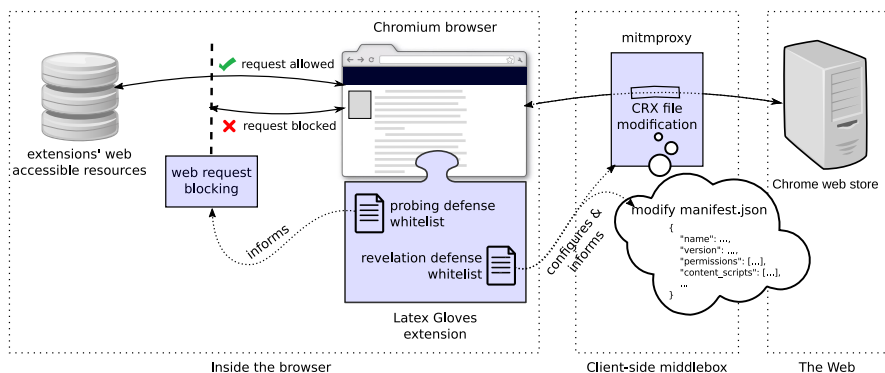 Chromium browser
mitmproxy
request allowed
request blocked
CRX file
modification
extensions' web
accessible resources
web request
blocking
Chrome web store
probing defense
whitelist
informs
revelation defense
whitelist
configures &
informs
modify manifest.json
{
"name": ...,
"version": ...,
"permissions": [...],
"content_scripts": [...],
...
}
Latex Gloves
extension
Inside the browser
Client-side middlebox
The Web